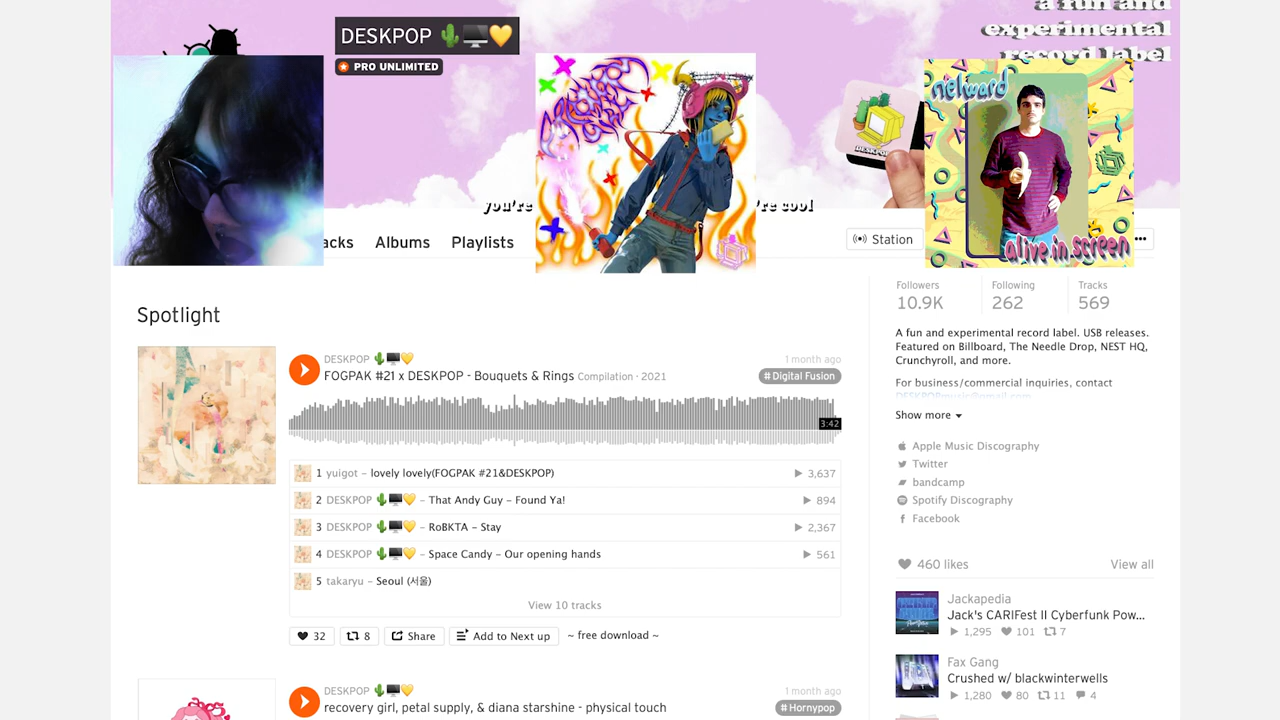 a fun and
experimental
record label
DESKPOP 🌵🖥️💛
PRO UNLIMITED
nelward
DESKPOP
you're
're cool
alive in screen
acks Albums Playlists
Station
Followers Following Tracks
10.9K 262 569
A fun and experimental record label. USB releases.
Featured on Billboard, The Needle Drop, NEST HQ,
Crunchyroll, and more.
For business/commercial inquiries, contact
DESKPOPmusic@gmail.com
Show more
Apple Music Discography
Twitter
bandcamp
Spotify Discography
Facebook
Spotlight
DESKPOP 🌵🖥️💛 1 month ago
FOGPAK #21 x DESKPOP - Bouquets & Rings Compilation · 2021 # Digital Fusion
3:42
1 yuigot – lovely lovely(FOGPAK #21&DESKPOP) 3,637
2 DESKPOP 🌵🖥️💛 – That Andy Guy – Found Ya! 894
3 DESKPOP 🌵🖥️💛 – RoBKTA – Stay 2,367
4 DESKPOP 🌵🖥️💛 – Space Candy – Our opening hands 561
5 takaryu – Seoul (서울)
View 10 tracks
32 8 Share Add to Next up ~ free download ~
DESKPOP 🌵🖥️💛 1 month ago
recovery girl, petal supply, & diana starshine - physical touch # Hornypop
460 likes View all
Jackapedia
Jack's CARIFest II Cyberfunk Pow...
1,295 101 7
Fax Gang
Crushed w/ blackwinterwells
1,280 80 11 4